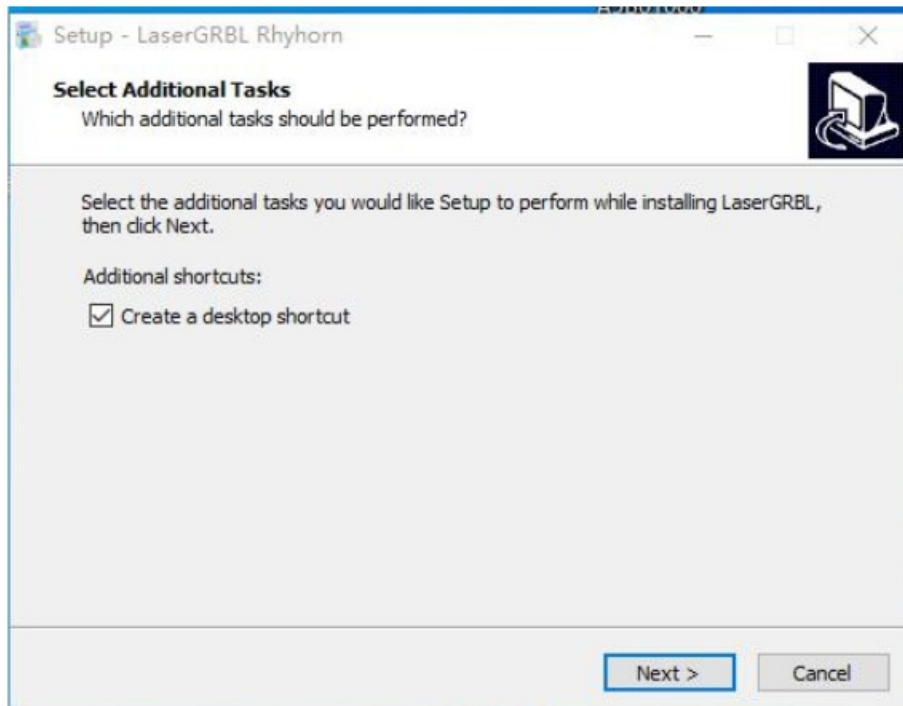 Setup - LaserGRBL Rhyhorn
Select Additional Tasks
Which additional tasks should be performed?
Select the additional tasks you would like Setup to perform while installing LaserGRBL,
then click Next.
Additional shortcuts:
Create a desktop shortcut
Next >
Cancel